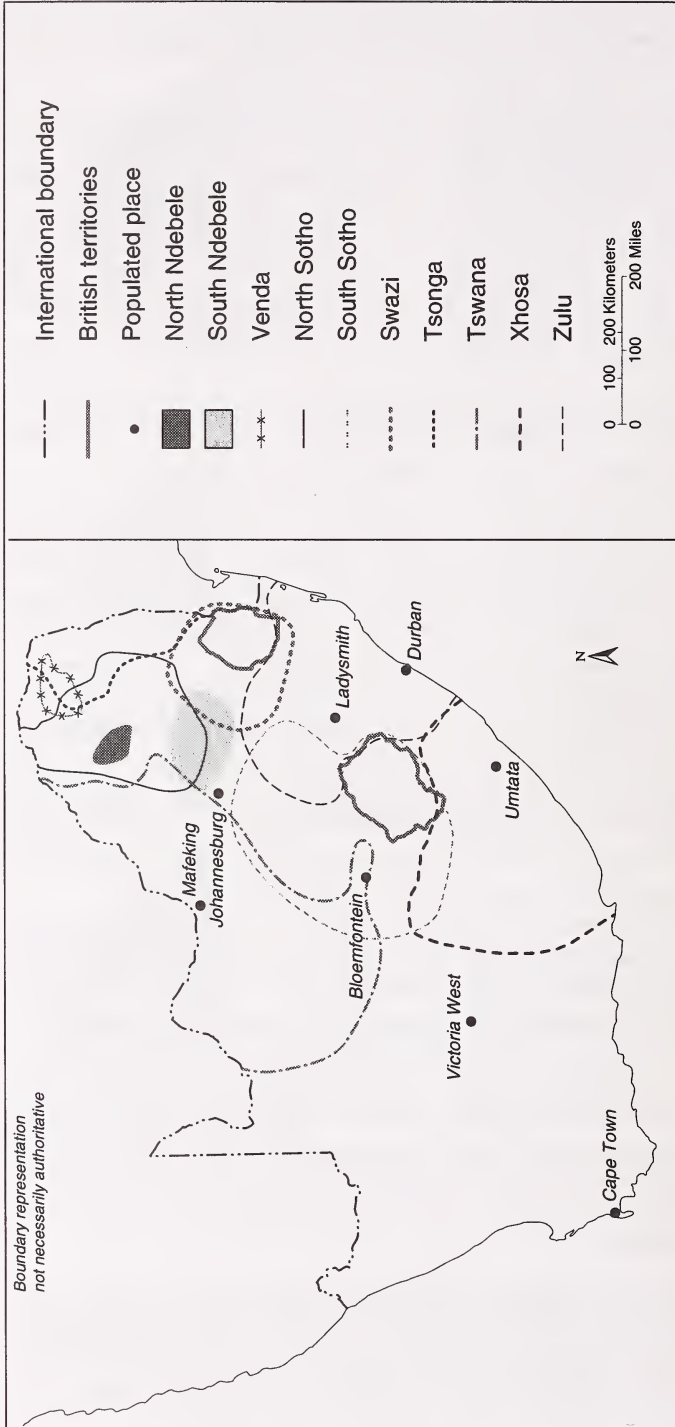 Boundary representation
not necessarily authoritative
Mafeking
Johannesburg
Ladysmith
Bloemfontein
Durban
Umtata
Victoria West
Cape Town
N
International boundary
British territories
Populated place
North Ndebele
South Ndebele
Venda
North Sotho
South Sotho
Swazi
Tsonga
Tswana
Xhosa
Zulu
0 100 200 Kilometers
0 100 200 Miles